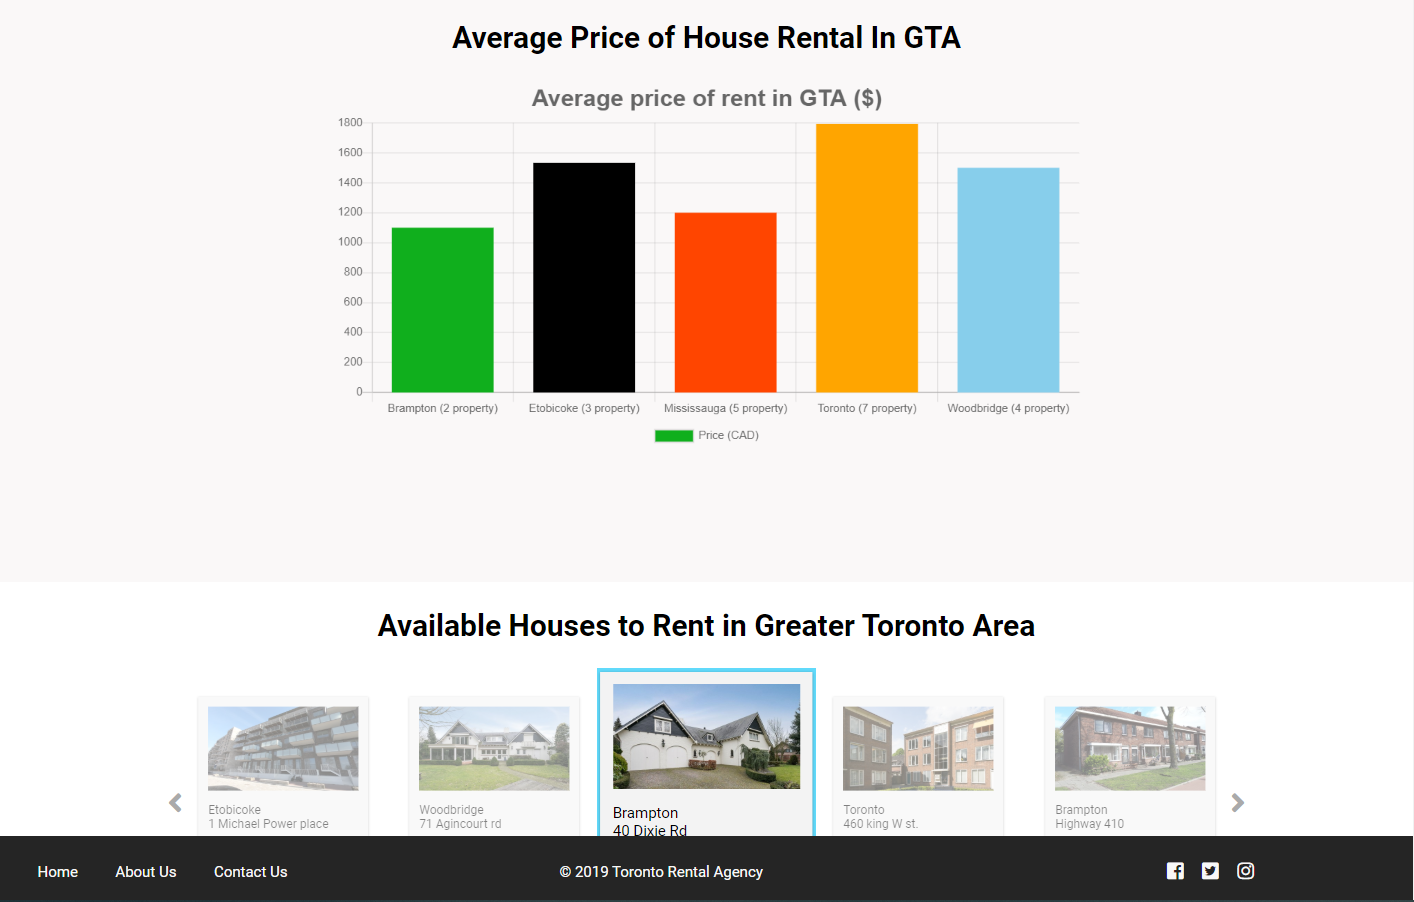 Average Price of House Rental In GTA
Average price of rent in GTA ($)
1800
1600
1400
1200
1000
800
600
400
200
0
Brampton (2 property) Etobicoke (3 property) Mississauga (5 property) Toronto (7 property) Woodbridge (4 property)
Price (CAD)
Available Houses to Rent in Greater Toronto Area
Etobicoke
1 Michael Power place
Woodbridge
71 Agincourt rd
Brampton
40 Dixie Rd
Toronto
460 king W st.
Brampton
Highway 410
Home About Us Contact Us © 2019 Toronto Rental Agency